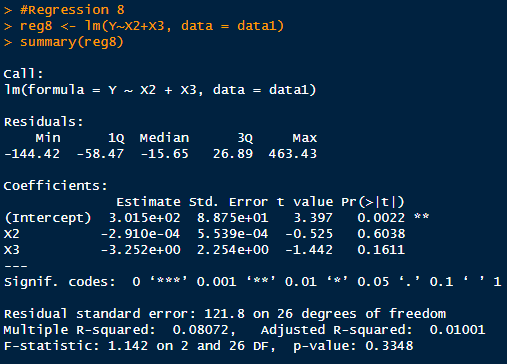 > #Regression 8
> reg8 <- lm(Y~X2+X3, data = data1)
> summary(reg8)

Call:
lm(formula = Y ~ X2 + X3, data = data1)

Residuals:
    Min      1Q  Median      3Q     Max
-144.42  -58.47  -15.65   26.89  463.43

Coefficients:
              Estimate Std. Error t value Pr(>|t|)
(Intercept)  3.015e+02  8.875e+01   3.397   0.0022 **
X2          -2.910e-04  5.539e-04  -0.525   0.6038
X3          -3.252e+00  2.254e+00  -1.442   0.1611
---
Signif. codes:  0 ‘***’ 0.001 ‘**’ 0.01 ‘*’ 0.05 ‘.’ 0.1 ‘ ’ 1

Residual standard error: 121.8 on 26 degrees of freedom
Multiple R-squared:  0.08072,	Adjusted R-squared:  0.01001
F-statistic: 1.142 on 2 and 26 DF,  p-value: 0.3348